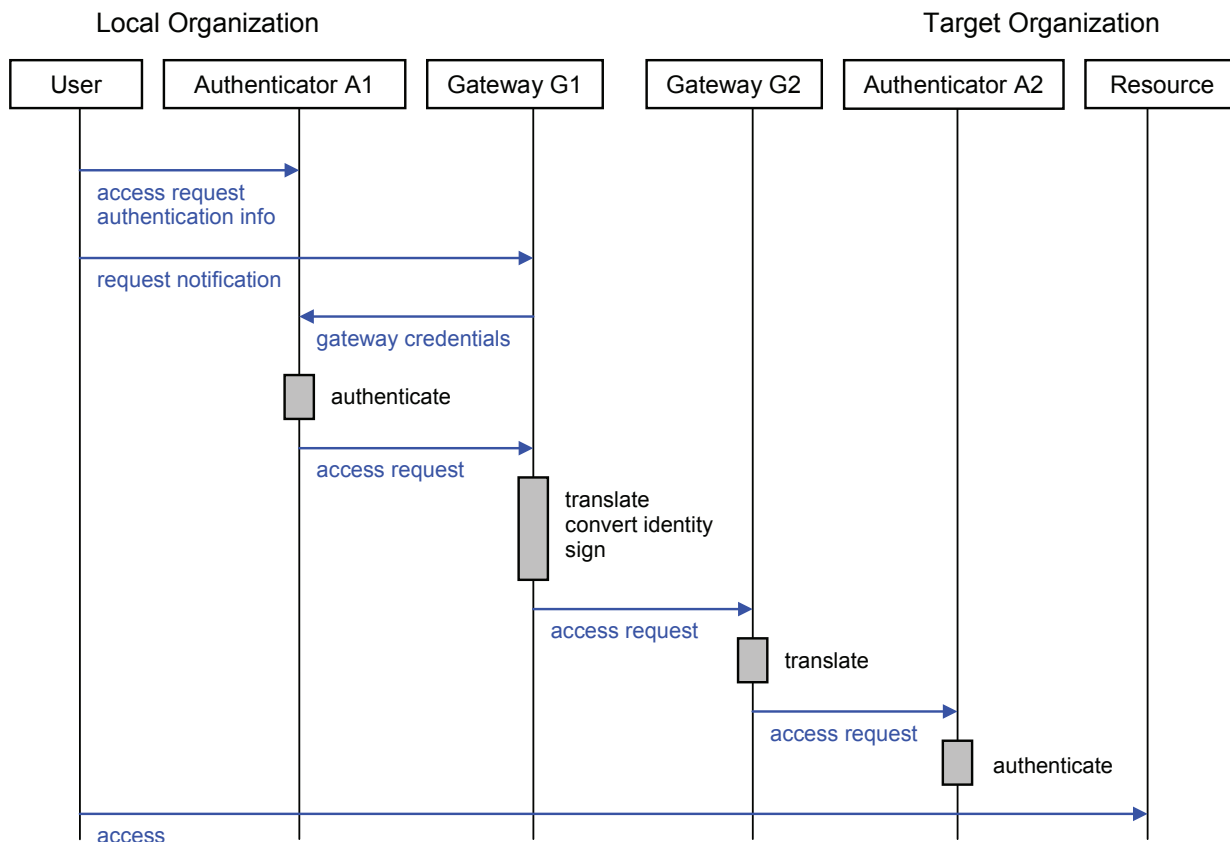 Local Organization
Target Organization
User
Authenticator A1
Gateway G1
Gateway G2
Authenticator A2
Resource
access request
authentication info
request notification
gateway credentials
authenticate
access request
translate
convert identity
sign
access request
translate
access request
authenticate
access